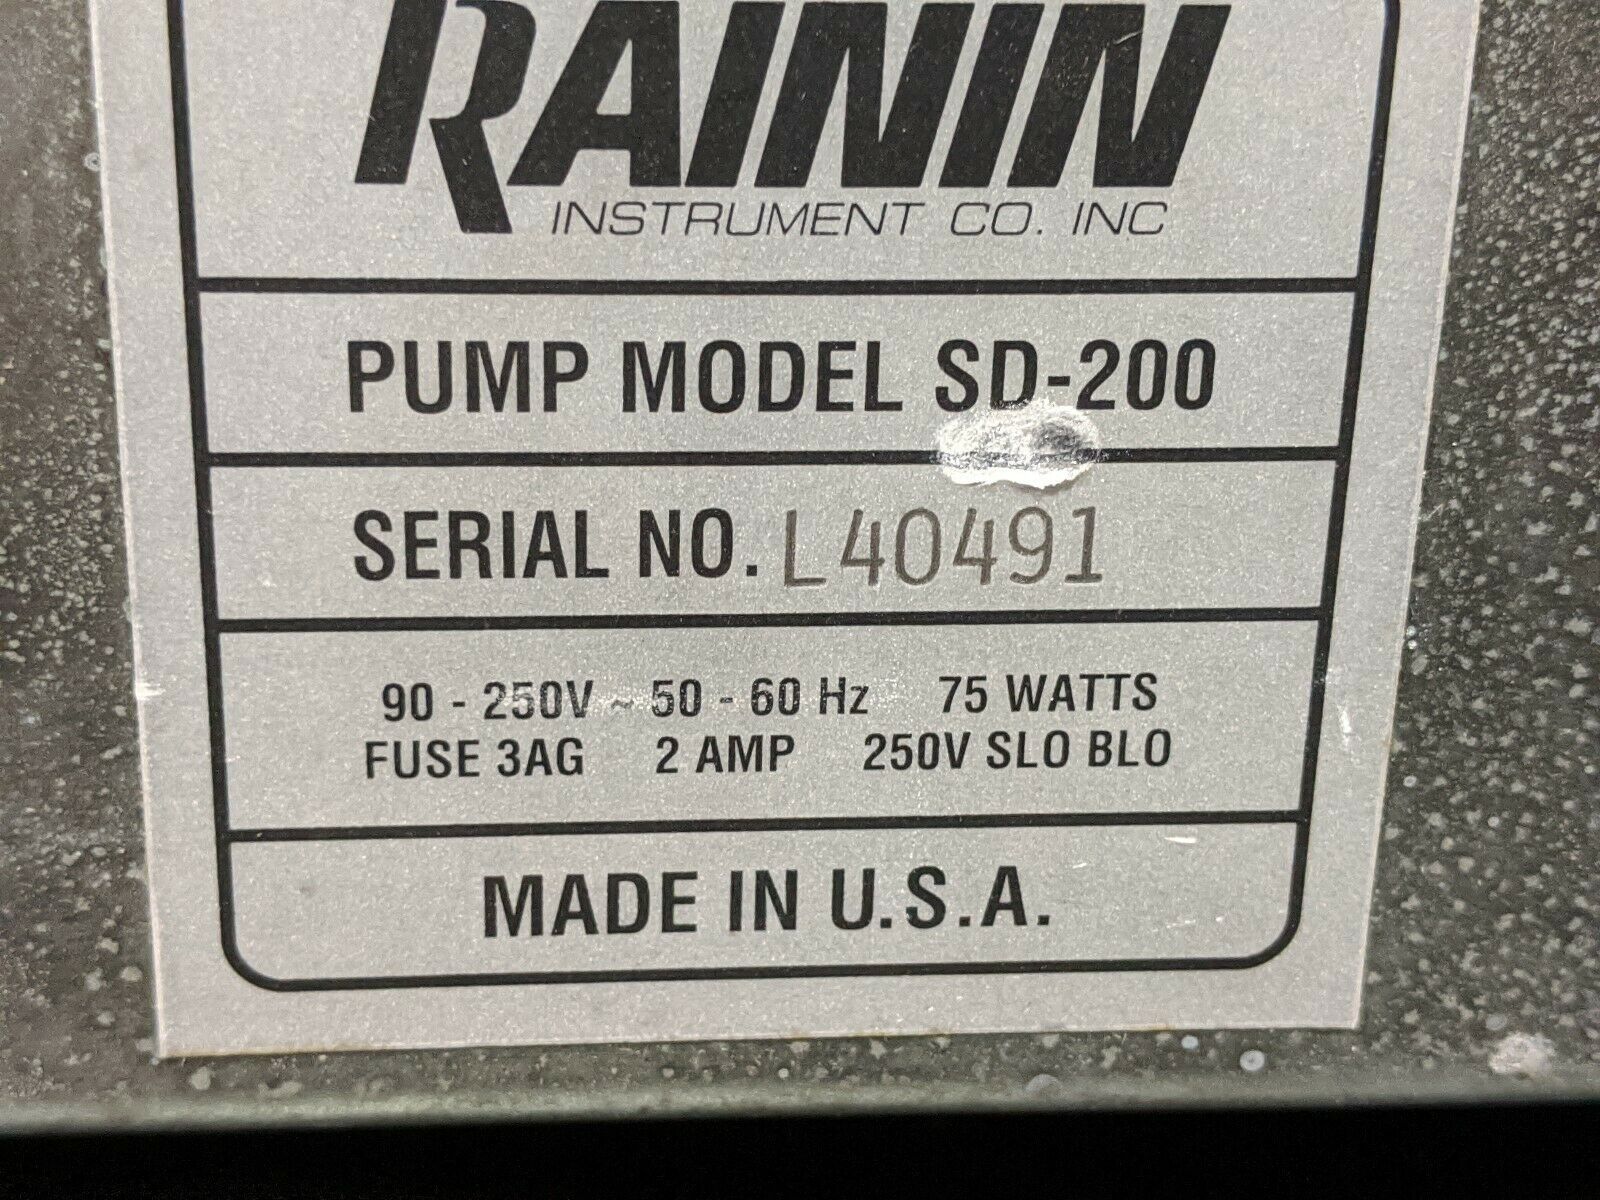 RAININ
INSTRUMENT CO. INC
PUMP MODEL SD-200
SERIAL NO. L40491
90 - 250V ~ 50 - 60 Hz 75 WATTS
FUSE 3AG 2 AMP 250V SLO BLO
MADE IN U.S.A.